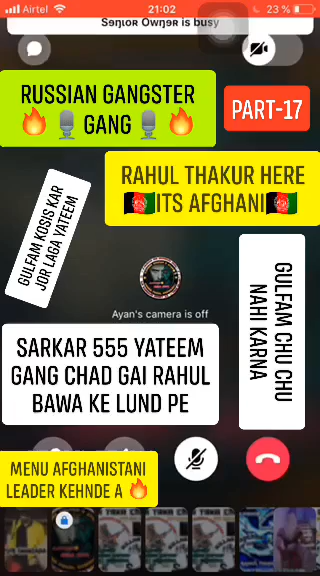 Airtel
21:02
23 %
Sɘɳıoʀ Owɳɘʀ is busy
RUSSIAN GANGSTER
🔥🎙️GANG🎙️🔥
PART-17
RAHUL THAKUR HERE
🇦🇫ITS AFGHANI🇦🇫
GULFAM KOSIS KAR
JOR LAGA YATEEM
GULFAM CHU CHU
NAHI KARNA
Ayan's camera is off
SARKAR 555 YATEEM
GANG CHAD GAI RAHUL
BAWA KE LUND PE
MENU AFGHANISTANI
LEADER KEHNDE A 🔥